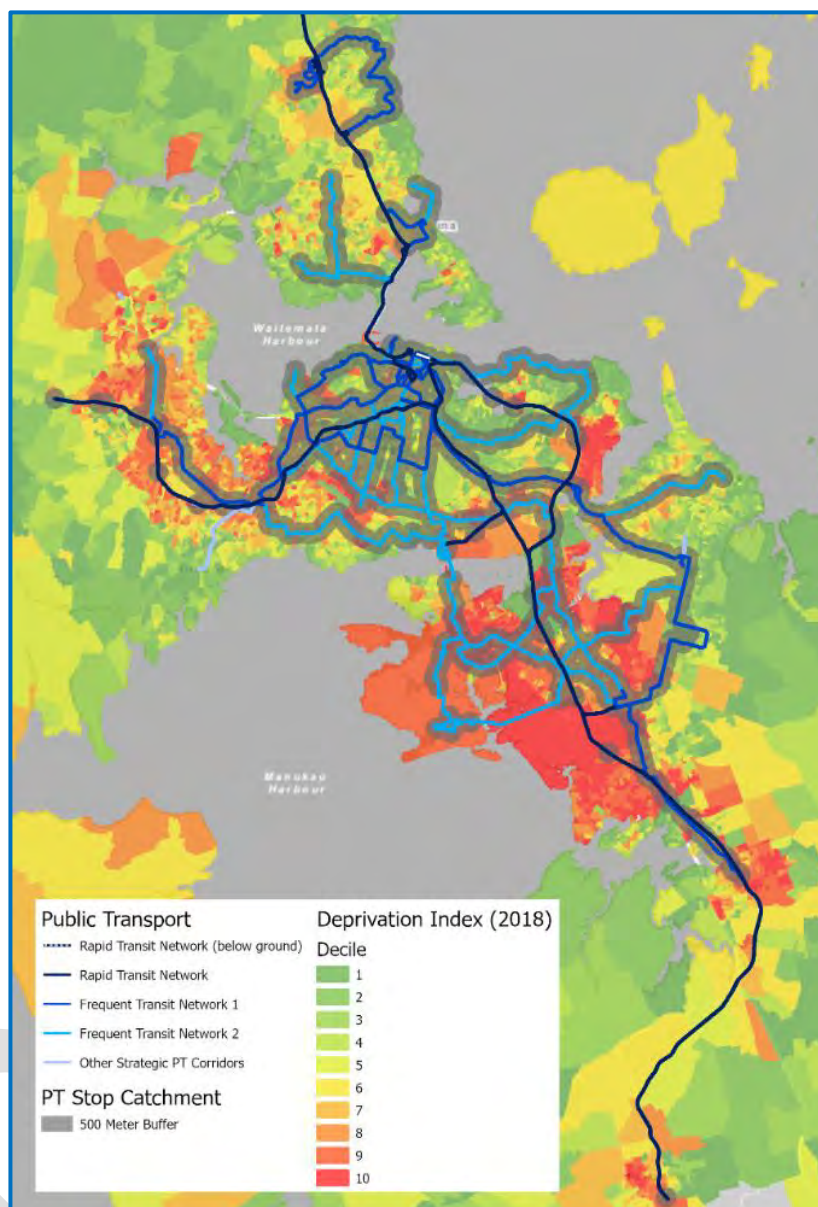 ma
Waitemata
Harbour
Manukau
Harbour
Public Transport
Rapid Transit Network (below ground)
Rapid Transit Network
Frequent Transit Network 1
Frequent Transit Network 2
Other Strategic PT Corridors
PT Stop Catchment
500 Meter Buffer
Deprivation Index (2018)
Decile
1
2
3
4
5
6
7
8
9
10